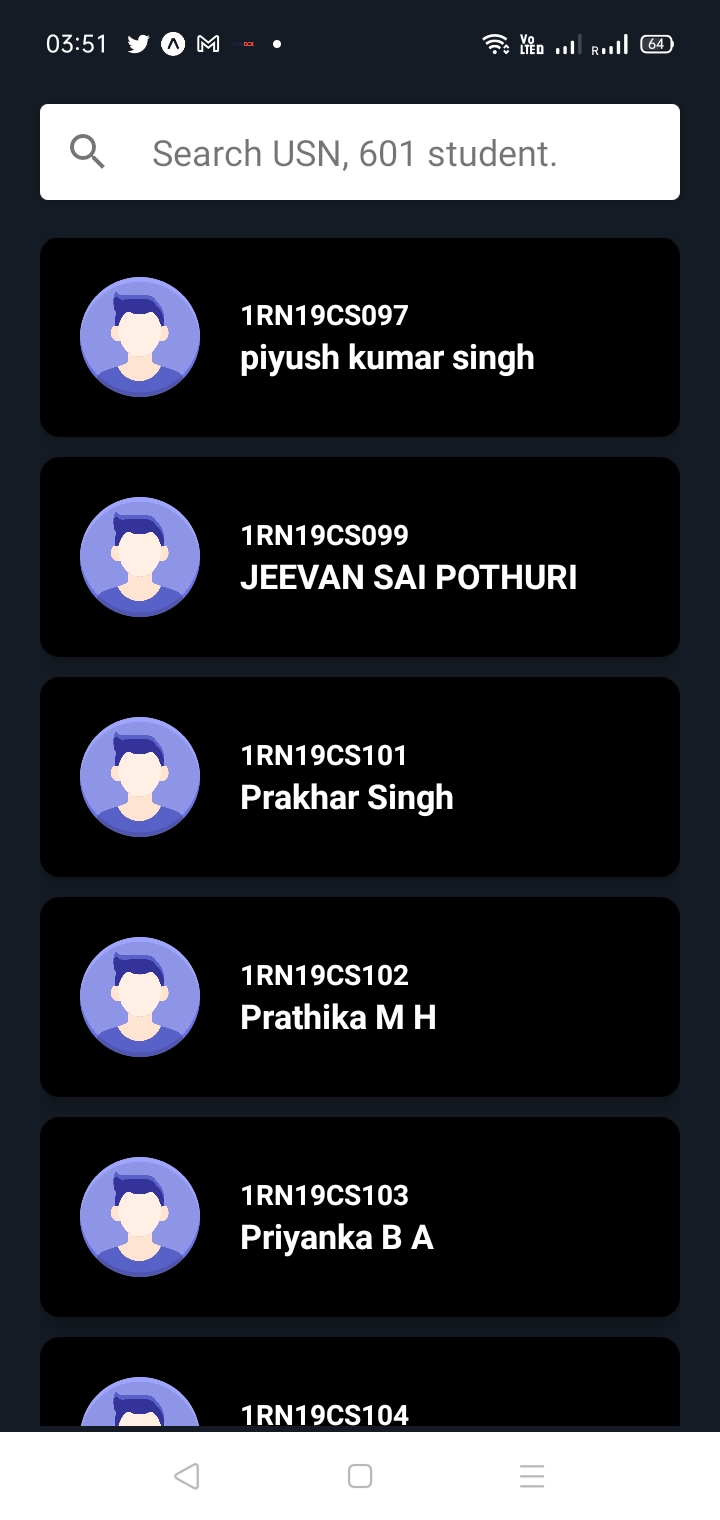 03:51
Vo
LTED
R
64
Search USN, 601 student.
1RN19CS097
piyush kumar singh
1RN19CS099
JEEVAN SAI POTHURI
1RN19CS101
Prakhar Singh
1RN19CS102
Prathika M H
1RN19CS103
Priyanka B A
1RN19CS104